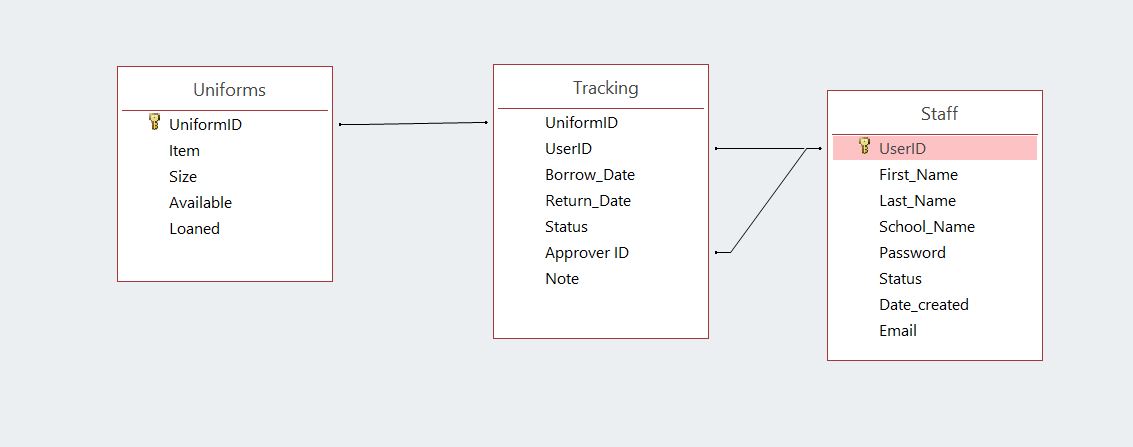 Uniforms
UniformID
Item
Size
Available
Loaned
Tracking
UniformID
UserID
Borrow_Date
Return_Date
Status
Approver ID
Note
Staff
UserID
First_Name
Last_Name
School_Name
Password
Status
Date_created
Email